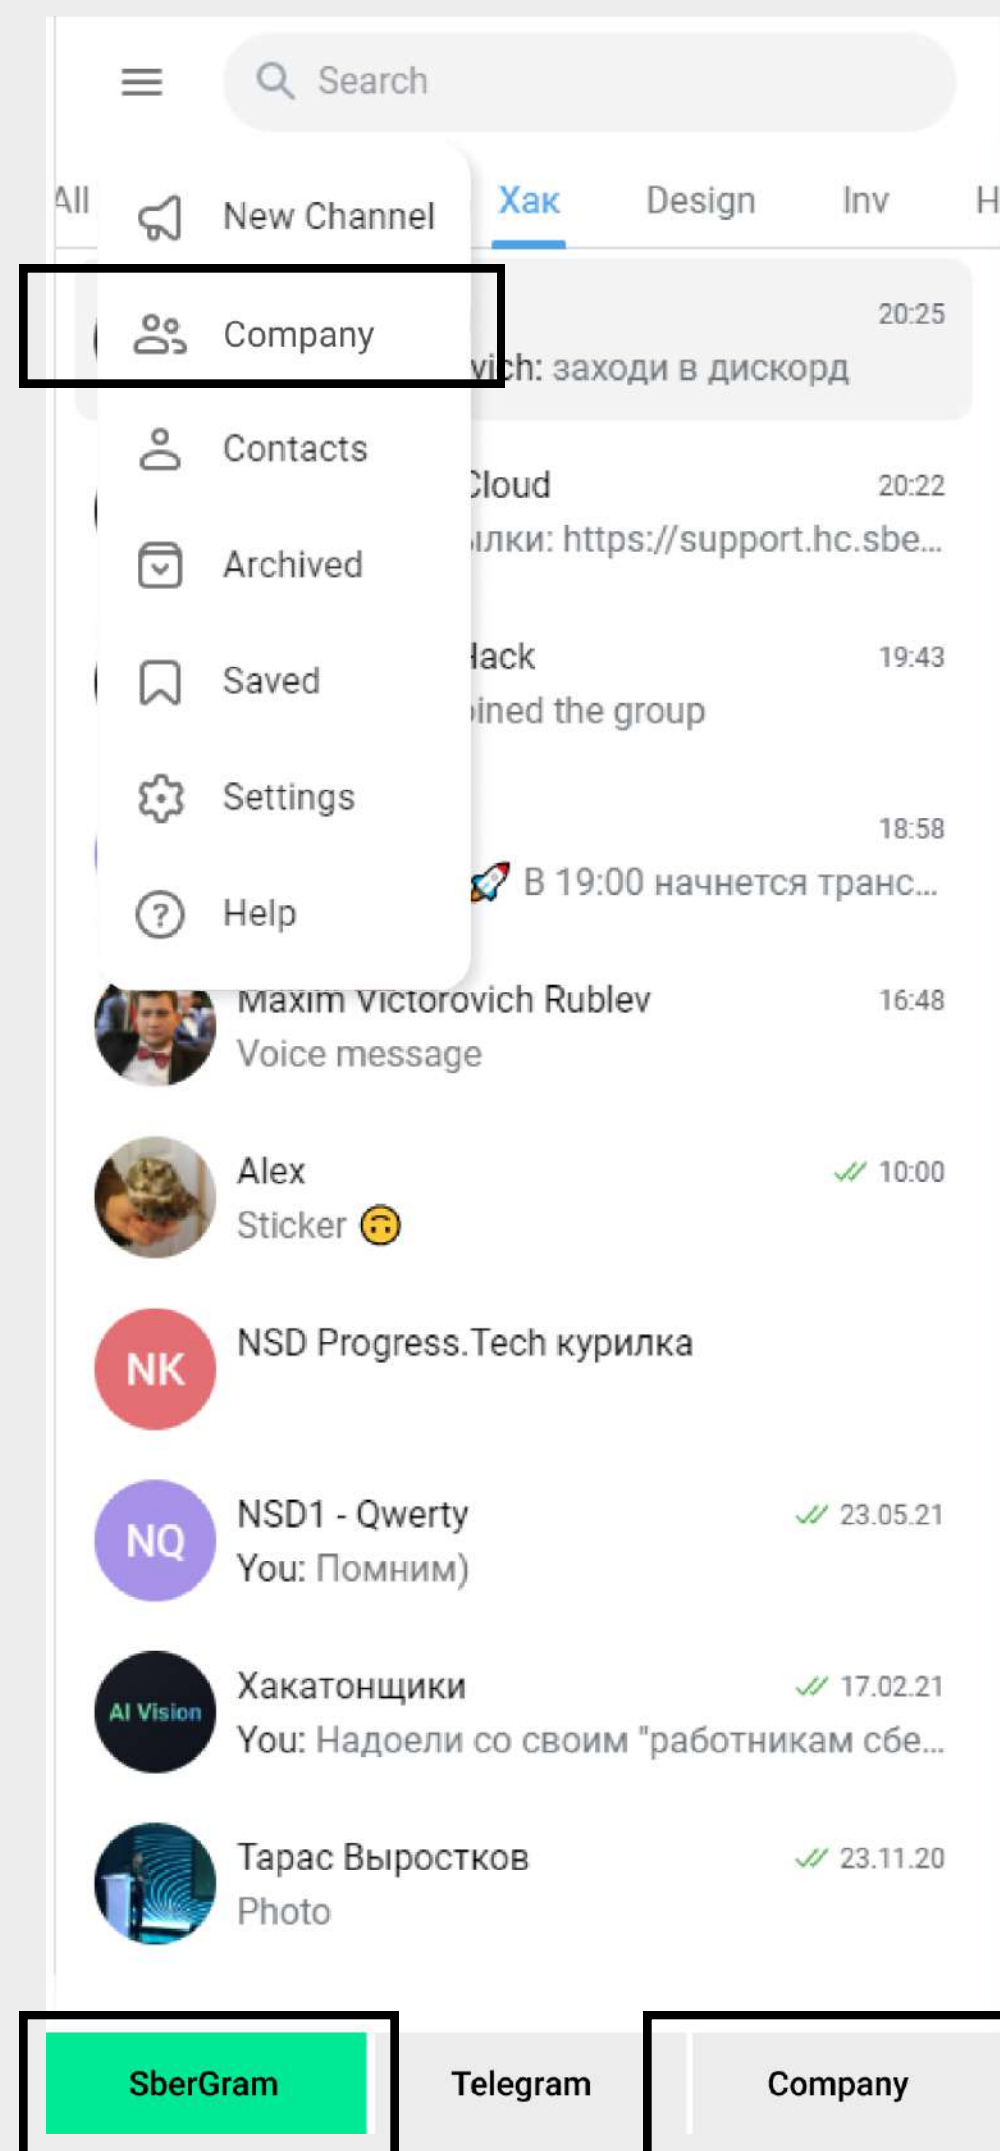 Search
All
Хак
Design
Inv
H
New Channel
Company
Contacts
Archived
Saved
Settings
Help
20:25
vich: заходи в дискорд
Cloud
20:22
ылки: https://support.hc.sbe...
Hack
19:43
oined the group
18:58
В 19:00 начнется транс...
Maxim Victorovich Rublev
16:48
Voice message
Alex
10:00
Sticker
NK
NSD Progress.Tech курилка
NQ
NSD1 - Qwerty
23.05.21
You: Помним)
AI Vision
Хакатонщики
17.02.21
You: Надоели со своим "работникам сбе...
Тарас Выростков
23.11.20
Photo
SberGram
Telegram
Company